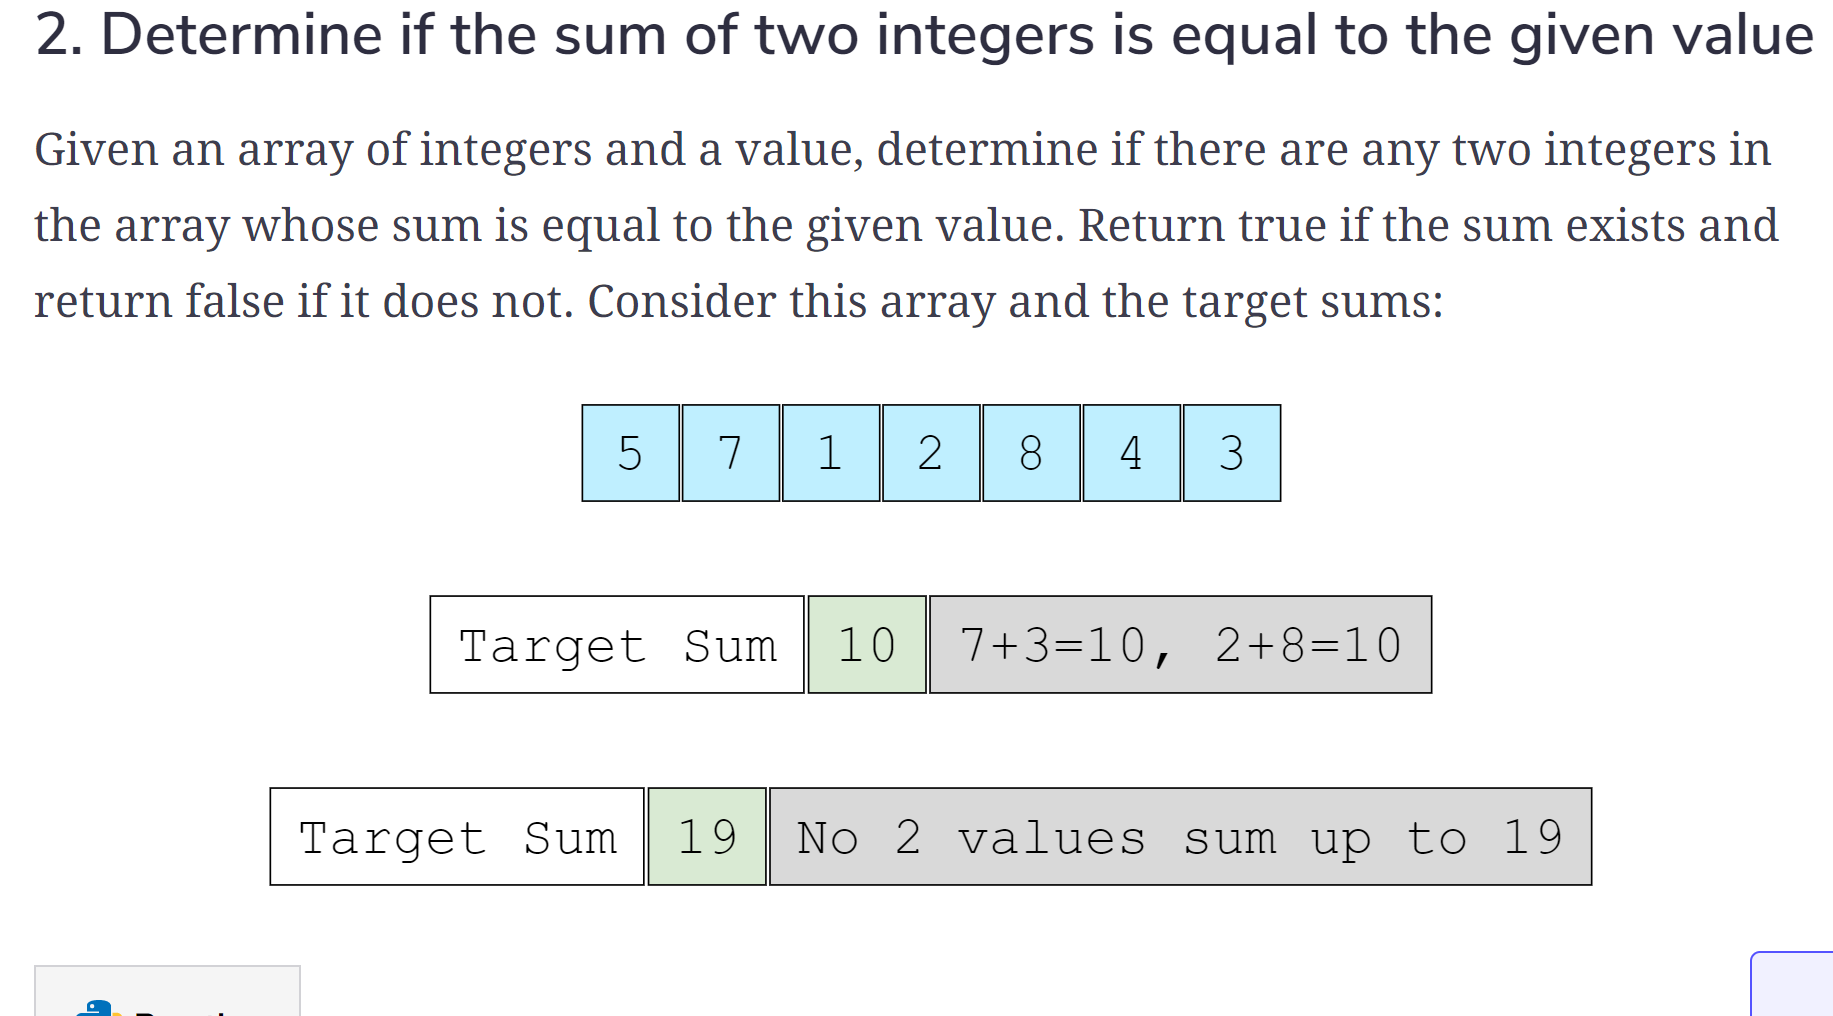 2. Determine if the sum of two integers is equal to the given value
Given an array of integers and a value, determine if there are any two integers in
the array whose sum is equal to the given value. Return true if the sum exists and
return false if it does not. Consider this array and the target sums:
5 7 1 2 8 4 3
Target Sum 10 7+3=10, 2+8=10
Target Sum 19 No 2 values sum up to 19